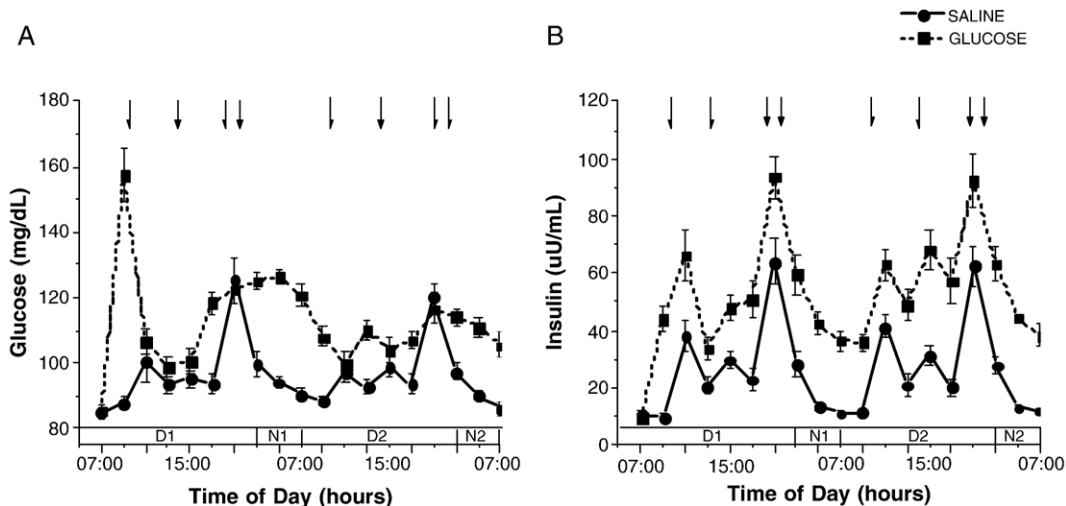 SALINE
GLUCOSE
A
B
180
160
140
120
100
80
Glucose (mg/dL)
D1 N1 D2 N2
07:00 15:00 07:00 15:00 07:00
Time of Day (hours)
120
100
80
60
40
20
0
Insulin (uU/mL)
D1 N1 D2 N2
07:00 15:00 07:00 15:00 07:00
Time of Day (hours)